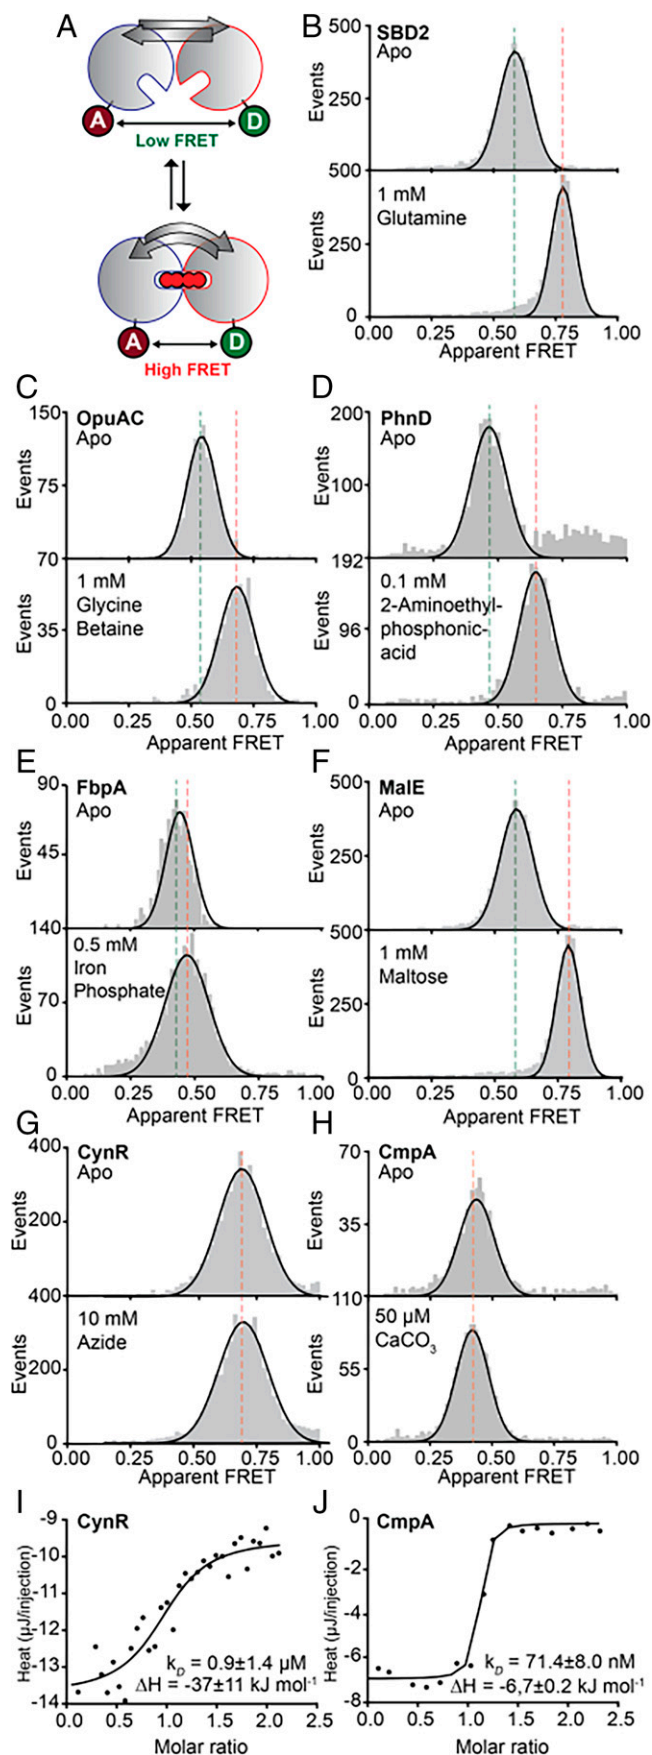 A
A
D
Low FRET
A
D
High FRET
B
SBD2
Apo
500
250
Events
500
1 mM
Glutamine
250
Events
0
0.00 0.25 0.50 0.75 1.00
Apparent FRET
C
OpuAC
Apo
150
75
Events
70
1 mM
Glycine
Betaine
35
Events
0
0.00 0.25 0.50 0.75 1.00
Apparent FRET
D
PhnD
Apo
200
100
Events
192
0.1 mM
2-Aminoethyl-
phosphonic-
acid
96
Events
0
0.00 0.25 0.50 0.75 1.00
Apparent FRET
E
FbpA
Apo
90
45
Events
140
0.5 mM
Iron
Phosphate
70
Events
0
0.00 0.25 0.50 0.75 1.00
Apparent FRET
F
MalE
Apo
500
250
Events
500
1 mM
Maltose
250
Events
0
0.00 0.25 0.50 0.75 1.00
Apparent FRET
G
CynR
Apo
400
200
Events
400
10 mM
Azide
200
Events
0
0.00 0.25 0.50 0.75 1.00
Apparent FRET
H
CmpA
Apo
70
35
Events
110
50 µM
CaCO3
55
Events
0
0.00 0.25 0.50 0.75 1.00
Apparent FRET
I
CynR
-9
-10
-11
-12
-13
-14
Heat (µJ/injection)
kD = 0.9±1.4 µM
ΔH = -37±11 kJ mol-1
0.0 0.5 1.0 1.5 2.0 2.5
Molar ratio
J
CmpA
0
-2
-4
-6
-8
Heat (µJ/injection)
kD = 71.4±8.0 nM
ΔH = -6,7±0.2 kJ mol-1
0.0 0.5 1.0 1.5 2.0 2.5
Molar ratio